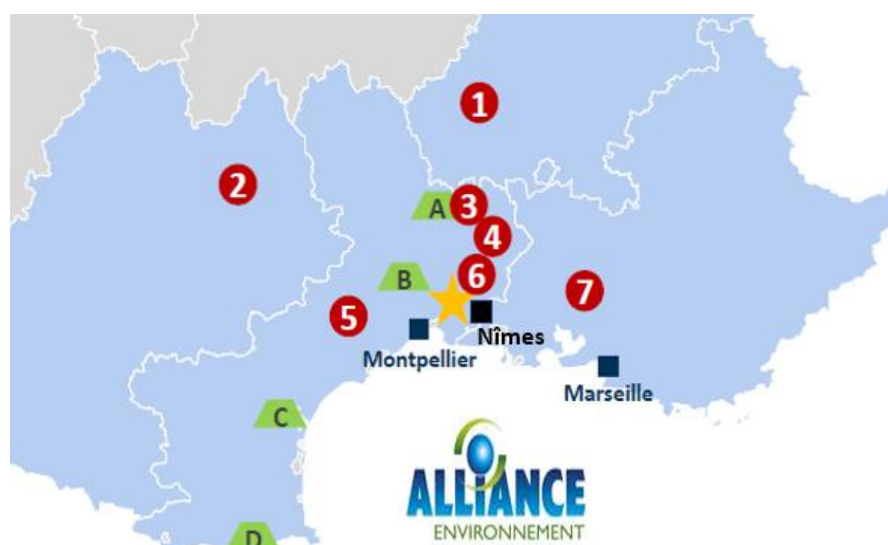 1
2
A 3
4
B 6
7
5
Nîmes
Montpellier
Marseille
C
ALLIANCE
ENVIRONNEMENT
D